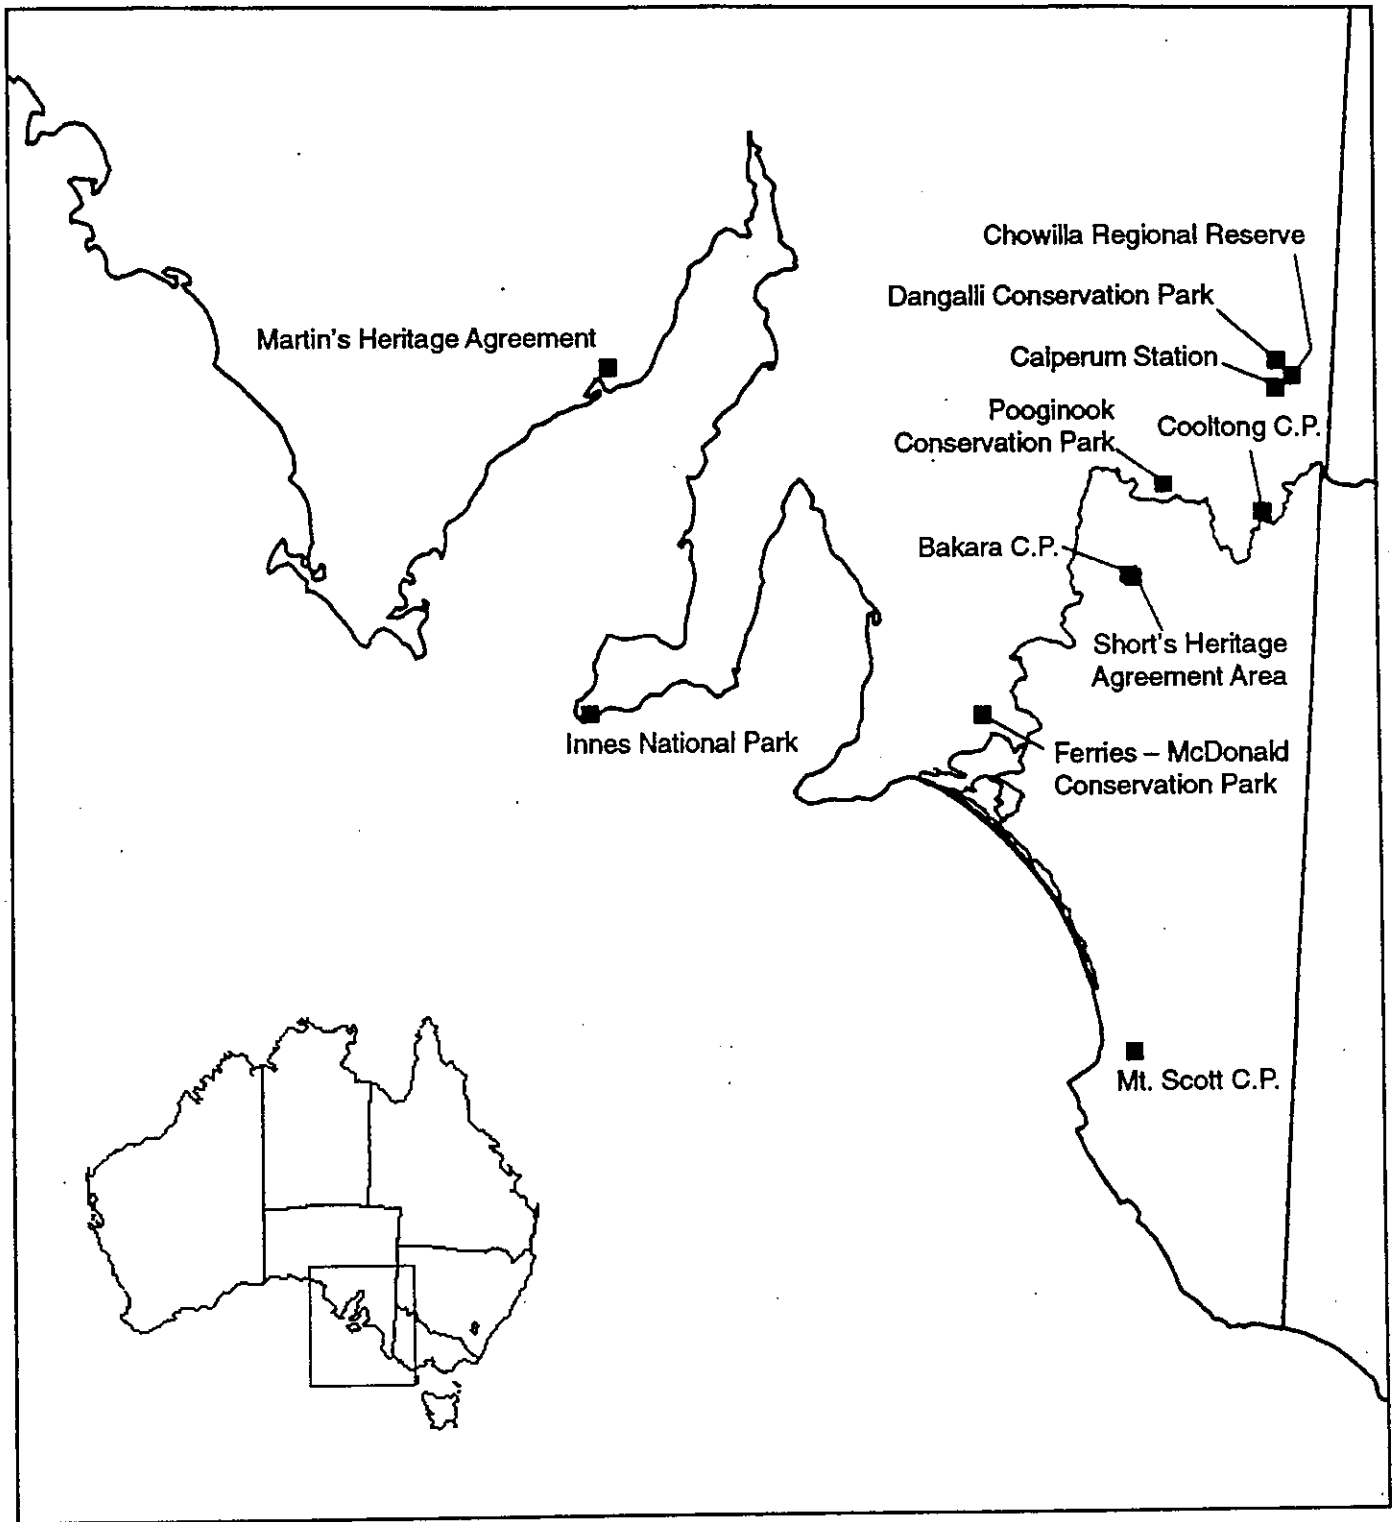 Chowilla Regional Reserve
Dangalli Conservation Park
Martin's Heritage Agreement
Calperum Station
Pooginook
Conservation Park
Cooltong C.P.
Bakara C.P.
Short's Heritage
Agreement Area
Innes National Park
Ferries – McDonald
Conservation Park
Mt. Scott C.P.